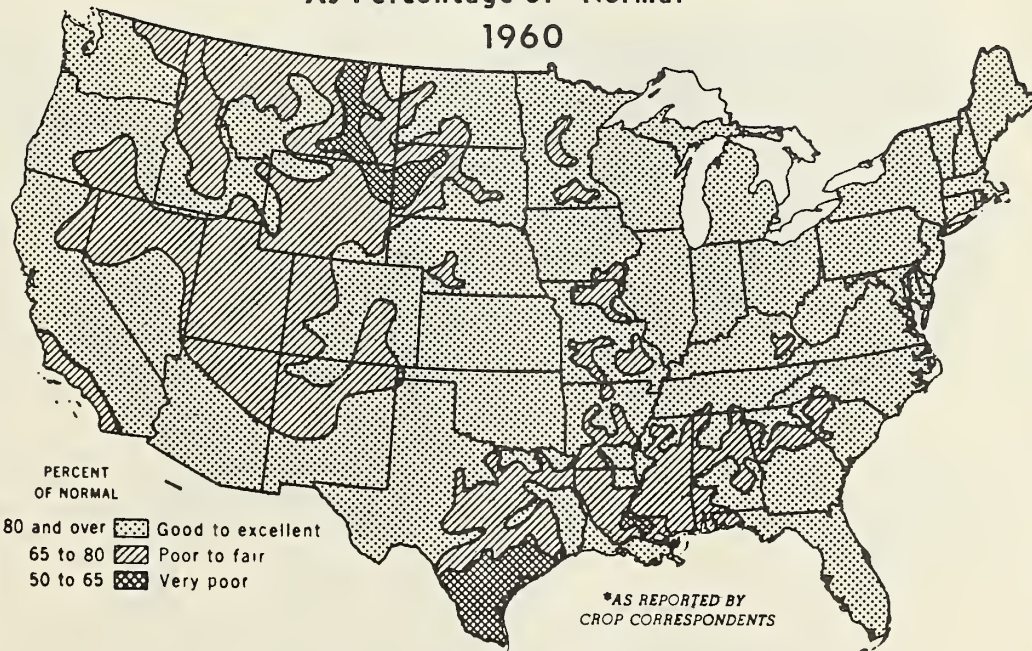 As Percentage of "Normal"
1960
PERCENT
OF NORMAL
80 and over Good to excellent
65 to 80 Poor to fair
50 to 65 Very poor
*AS REPORTED BY
CROP CORRESPONDENTS